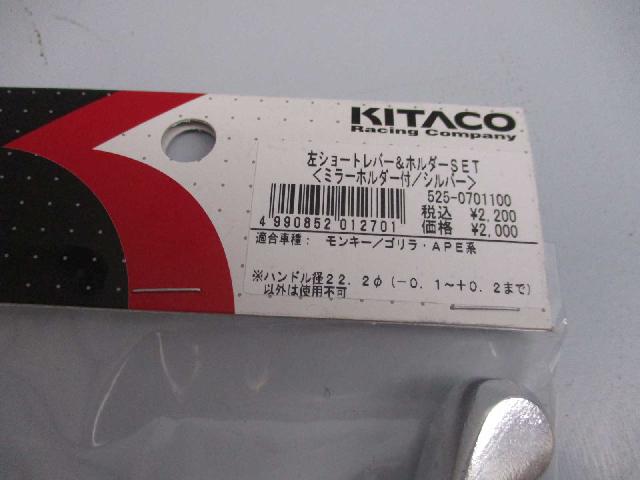 KITACO
Racing Company
左ショートレバー&ホルダーSET
<ミラーホルダー付/シルバー>
525-0701100
税込 ¥2,200
価格 ¥2,000
4 990852 012701
適合車種: モンキー/ゴリラ・APE系
※ハンドル径22.2φ(-0.1~+0.2まで)
以外は使用不可